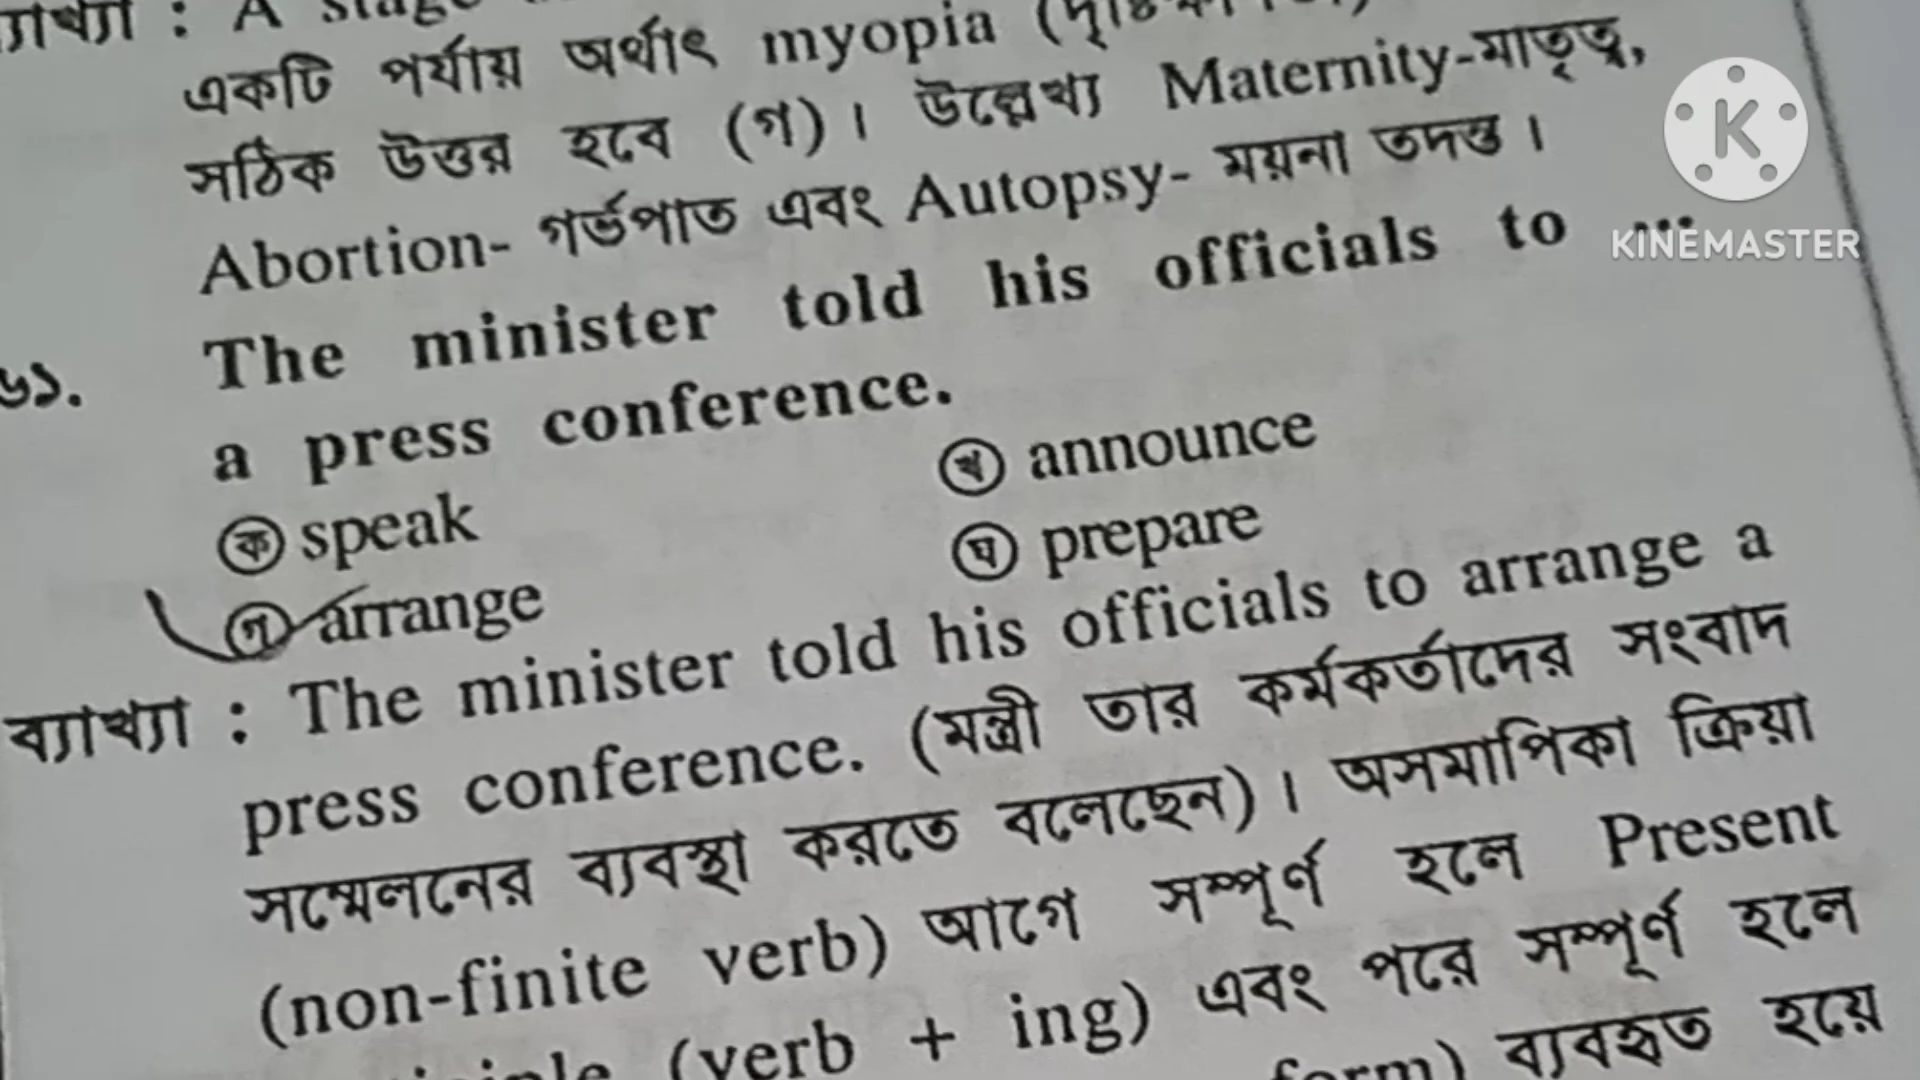 ব্যাখ্যা : A stage
একটি পর্যায় অর্থাৎ myopia
সঠিক উত্তর হবে (গ)। উল্লেখ্য Maternity-মাতৃত্ব,
Abortion- গর্ভপাত এবং Autopsy- ময়না তদন্ত।
৬১. The minister told his officials to ...
a press conference.
ক speak খ announce
গ arrange ঘ prepare
ব্যাখ্যা : The minister told his officials to arrange a
press conference. (মন্ত্রী তার কর্মকর্তাদের সংবাদ
সম্মেলনের ব্যবস্থা করতে বলেছেন)। অসমাপিকা ক্রিয়া
(non-finite verb) আগে সম্পূর্ণ হলে Present
(verb + ing) এবং পরে সম্পূর্ণ হলে
form) ব্যবহৃত হয়ে
K
KINEMASTER